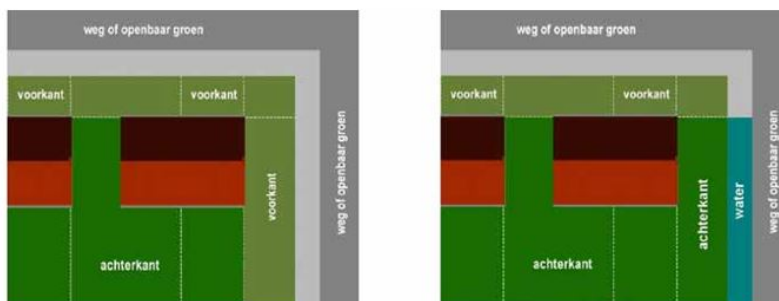 weg of openbaar groen
voorkant
voorkant
voorkant
weg of openbaar groen
achterkant
weg of openbaar groen
voorkant
voorkant
achterkant
water
weg of openbaar groen
achterkant